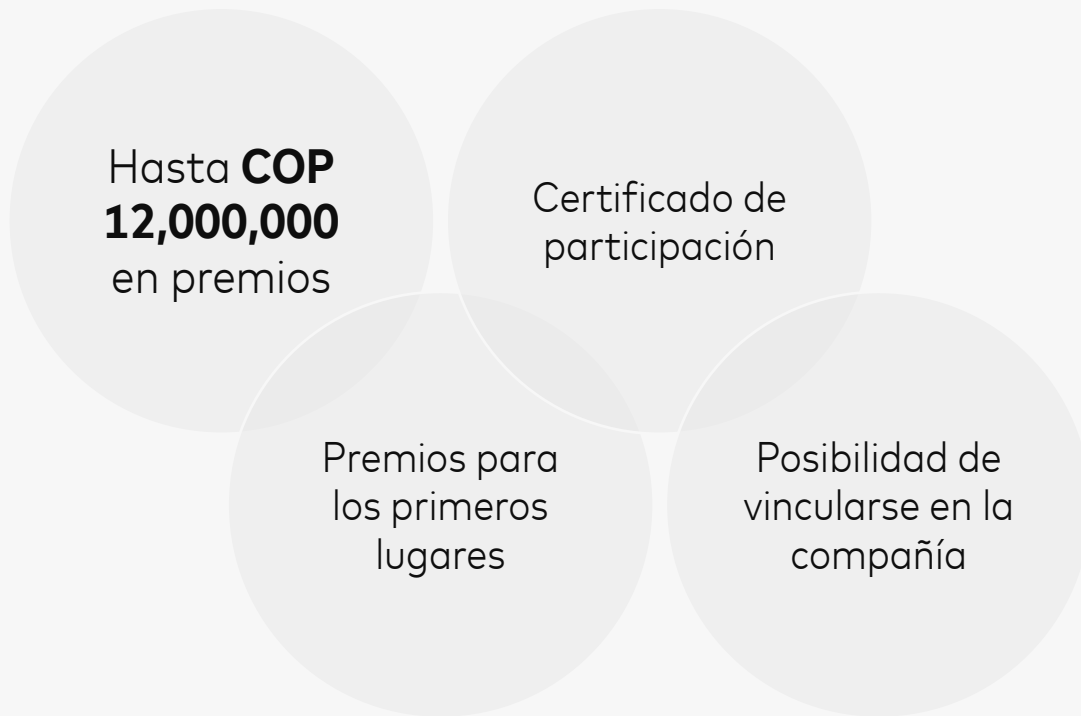 Hasta COP
12,000,000
en premios
Certificado de
participación
Premios para
los primeros
lugares
Posibilidad de
vincularse en la
compañía